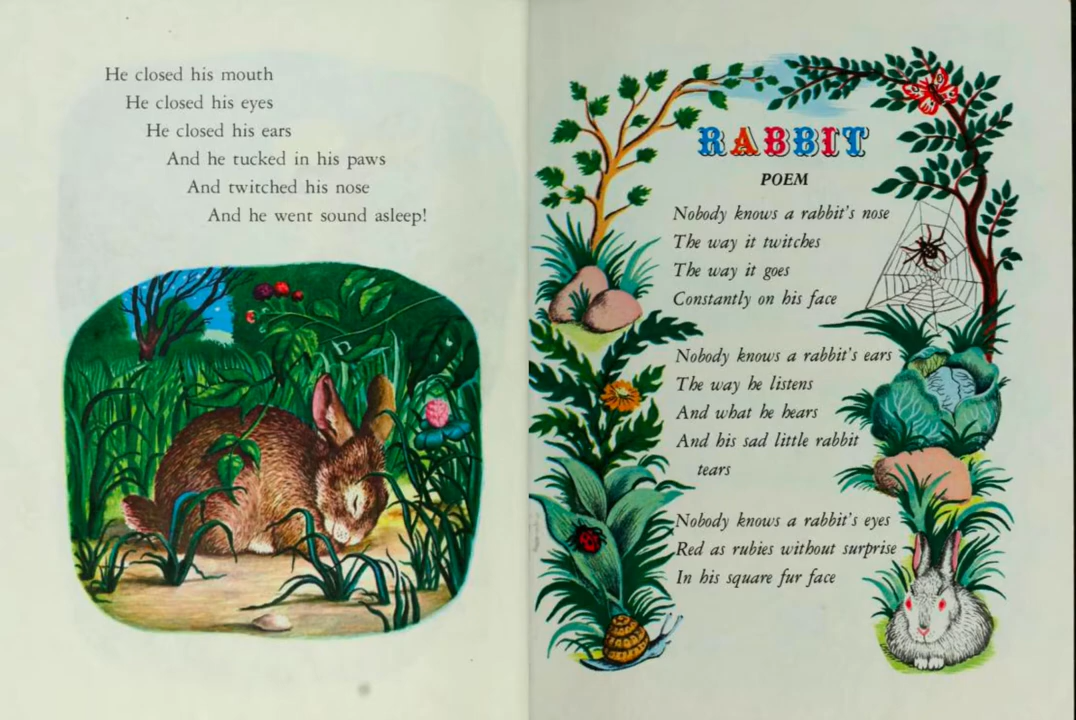 He closed his mouth
He closed his eyes
He closed his ears
And he tucked in his paws
And twitched his nose
And he went sound asleep!
RABBIT
POEM
Nobody knows a rabbit's nose
The way it twitches
The way it goes
Constantly on his face
Nobody knows a rabbit's ears
The way he listens
And what he hears
And his sad little rabbit
tears
Nobody knows a rabbit's eyes
Red as rubies without surprise
In his square fur face